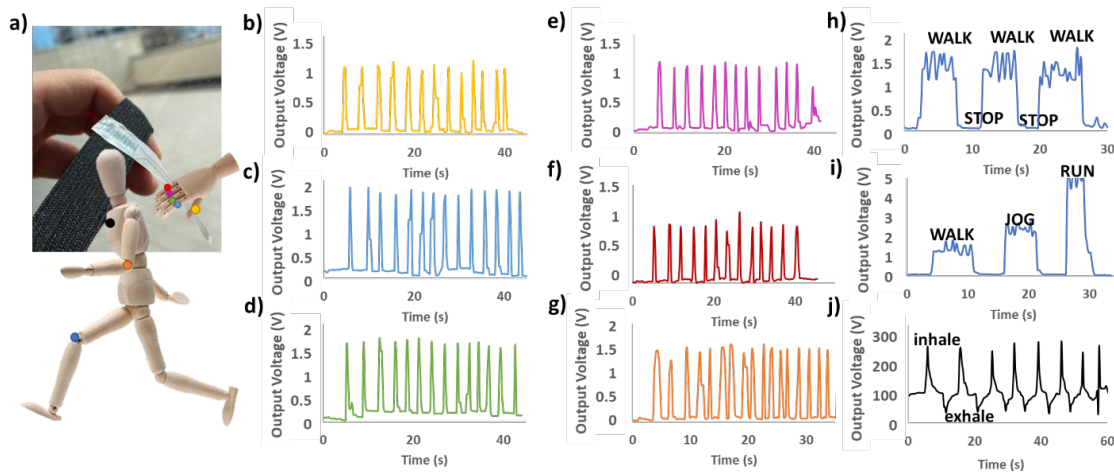 a)
b)
Output Voltage (V)
1.5
1
0.5
0
0
20
40
Time (s)
c)
Output Voltage (V)
2
1.5
1
0.5
0
0
20
40
Time (s)
d)
Output Voltage (V)
2
1.5
1
0.5
0
0
20
40
Time (s)
e)
Output Voltage (V)
1.5
1
0.5
0
0
20
40
Time (s)
f)
Output Voltage (V)
2
1.5
1
0.5
0
0
20
40
Time (s)
g)
Output Voltage (V)
2
1.5
1
0.5
0
0
10
20
30
Time (s)
h)
Output Voltage (V)
2
1.5
1
0.5
0
WALK WALK WALK
STOP STOP
0
10
20
30
Time (s)
i)
Output Voltage (V)
5
4
3
2
1
0
WALK
JOG
RUN
0
10
20
30
Time (s)
j)
Output Voltage (V)
300
200
100
0
inhale
exhale
0
20
40
60
Time (s)